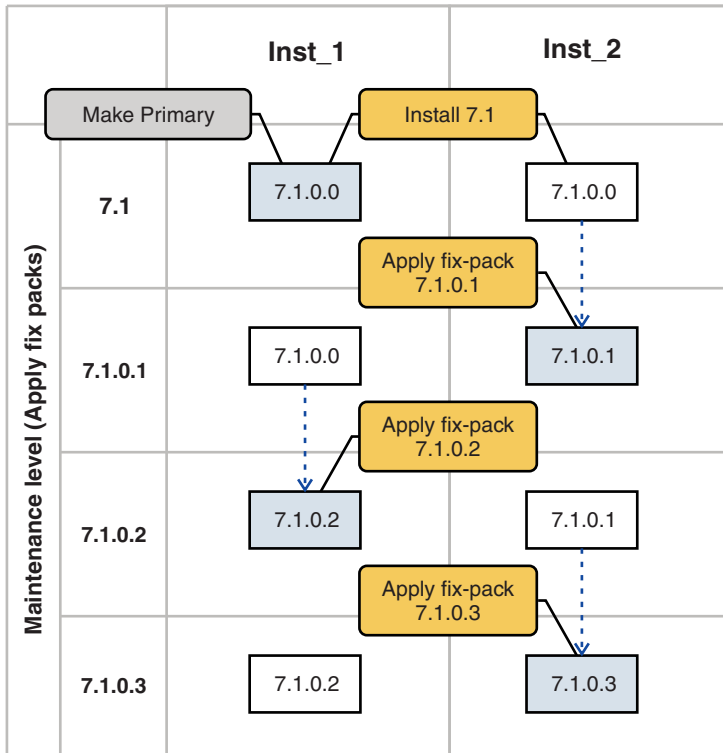 Inst_1
Inst_2
Make Primary
Install 7.1
Maintenance level (Apply fix packs)
7.1
7.1.0.0
7.1.0.0
Apply fix-pack
7.1.0.1
7.1.0.1
7.1.0.0
7.1.0.1
Apply fix-pack
7.1.0.2
7.1.0.2
7.1.0.2
7.1.0.1
Apply fix-pack
7.1.0.3
7.1.0.3
7.1.0.2
7.1.0.3